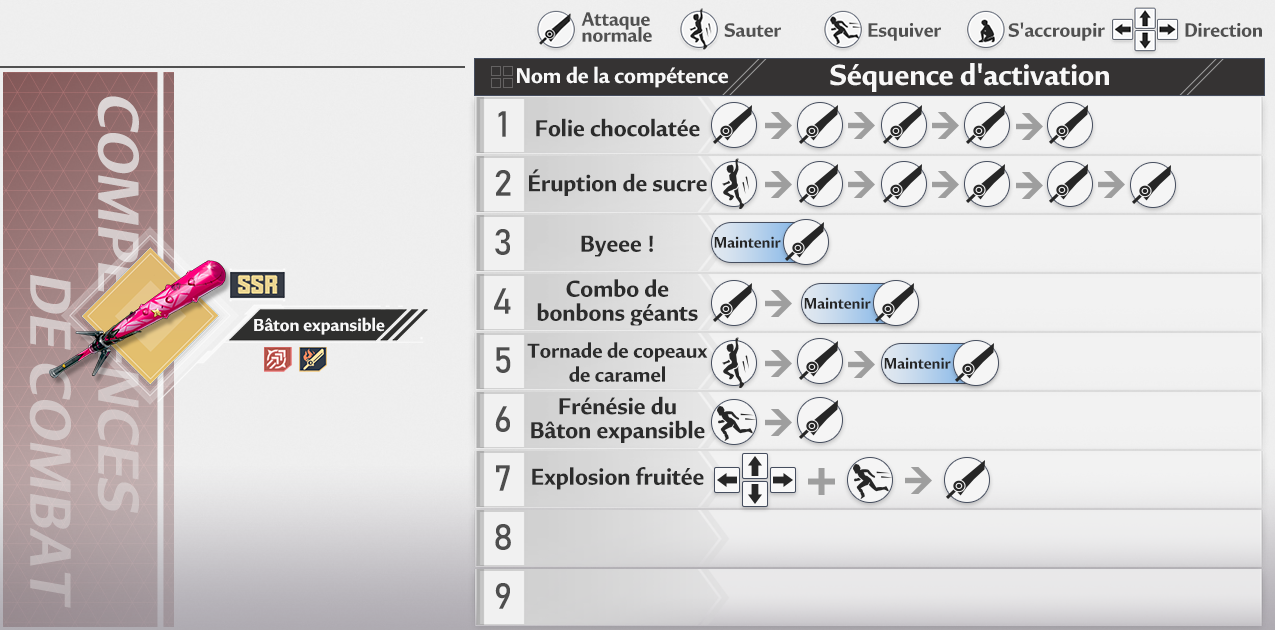 Attaque
normale
Sauter
Esquiver
S'accroupir
Direction
Nom de la compétence
Séquence d'activation
COMPÉTENCES
DE COMBAT
SSR
Bâton expansible
1 Folie chocolatée
2 Éruption de sucre
3 Byeee ! Maintenir
4 Combo de
bonbons géants
Maintenir
5 Tornade de copeaux
de caramel
Maintenir
6 Frénésie du
Bâton expansible
7 Explosion fruitée
8
9